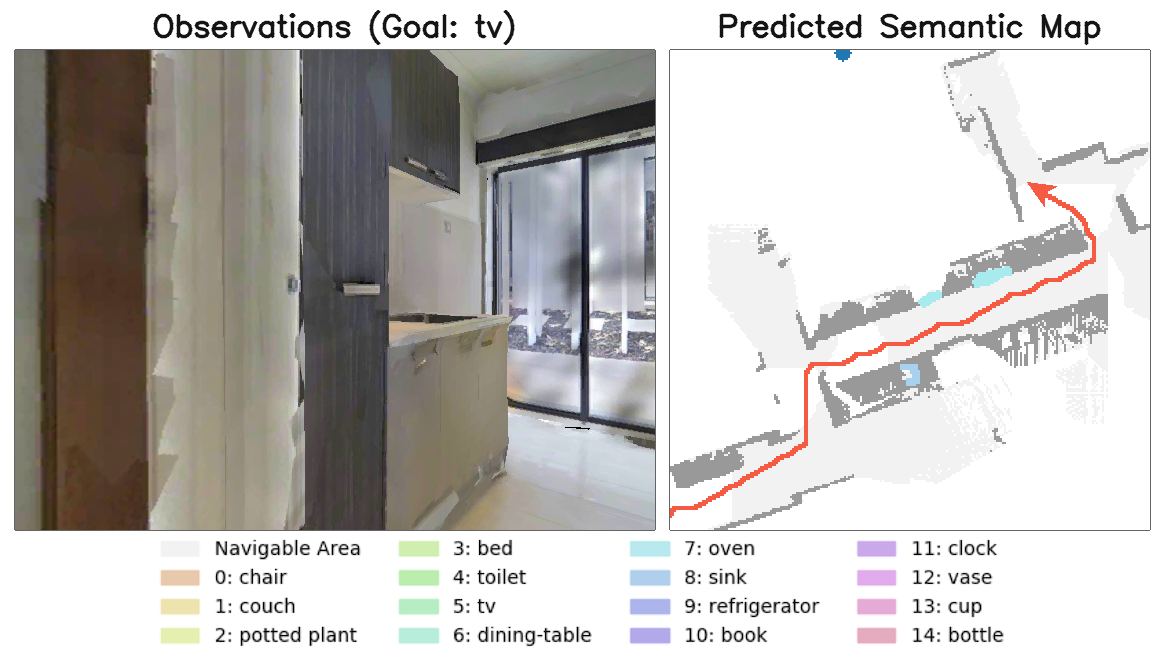 Observations (Goal: tv)
Predicted Semantic Map
Navigable Area
0: chair
1: couch
2: potted plant
3: bed
4: toilet
5: tv
6: dining-table
7: oven
8: sink
9: refrigerator
10: book
11: clock
12: vase
13: cup
14: bottle